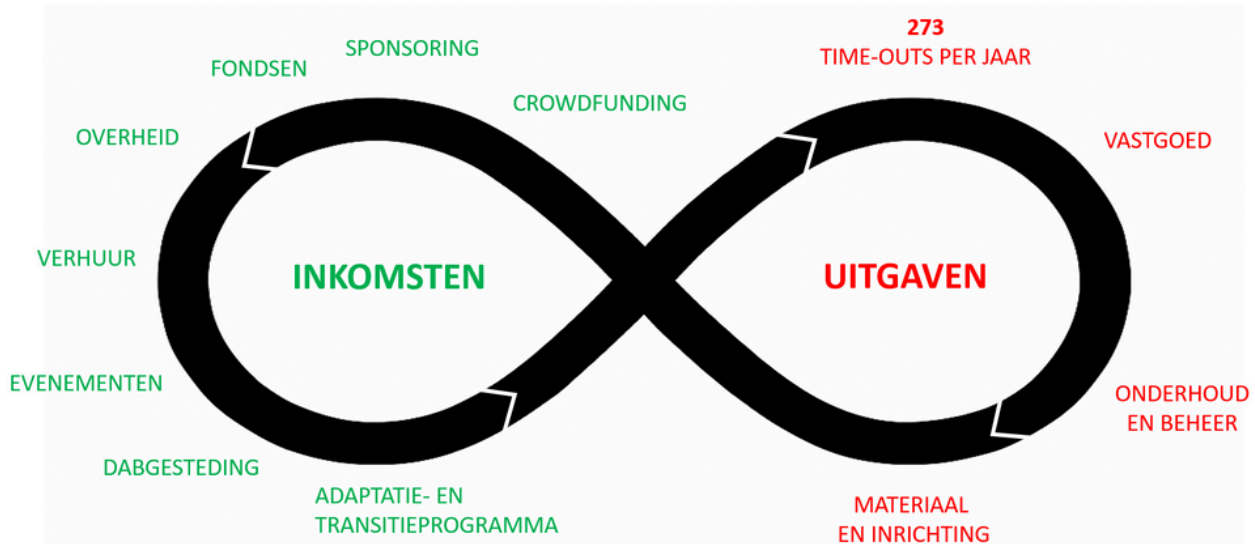 SPONSORING
FONDSEN
CROWDFUNDING
OVERHEID
VERHUUR
INKOMSTEN
EVENEMENTEN
DABGESTEDING
ADAPTATIE- EN
TRANSITIEPROGRAMMA
273
TIME-OUTS PER JAAR
VASTGOED
UITGAVEN
ONDERHOUD
EN BEHEER
MATERIAAL
EN INRICHTING